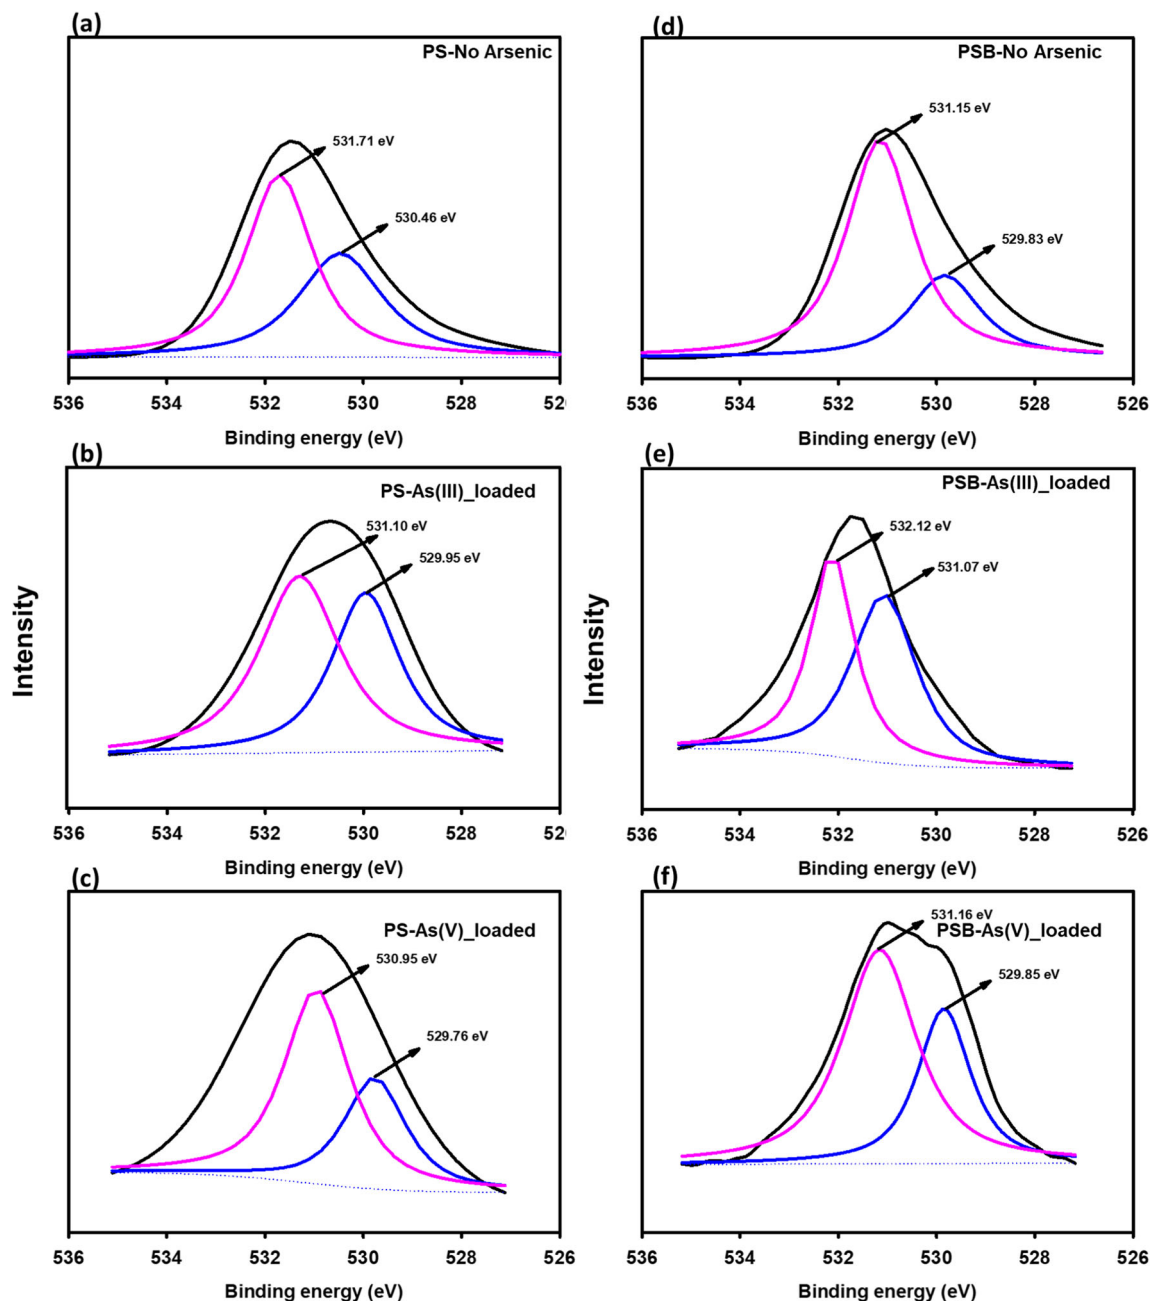 (a)
PS-No Arsenic
531.71 eV
530.46 eV
536 534 532 530 528 52
Binding energy (eV)
(d)
PSB-No Arsenic
531.15 eV
529.83 eV
536 534 532 530 528 526
Binding energy (eV)
(b)
PS-As(III)_loaded
531.10 eV
529.95 eV
536 534 532 530 528 52
Binding energy (eV)
Intensity
(e)
PSB-As(III)_loaded
532.12 eV
531.07 eV
536 534 532 530 528 526
Binding energy (eV)
Intensity
(c)
PS-As(V)_loaded
530.95 eV
529.76 eV
536 534 532 530 528 526
Binding energy (eV)
(f)
531.16 eV
PSB-As(V)_loaded
529.85 eV
536 534 532 530 528 526
Binding energy (eV)